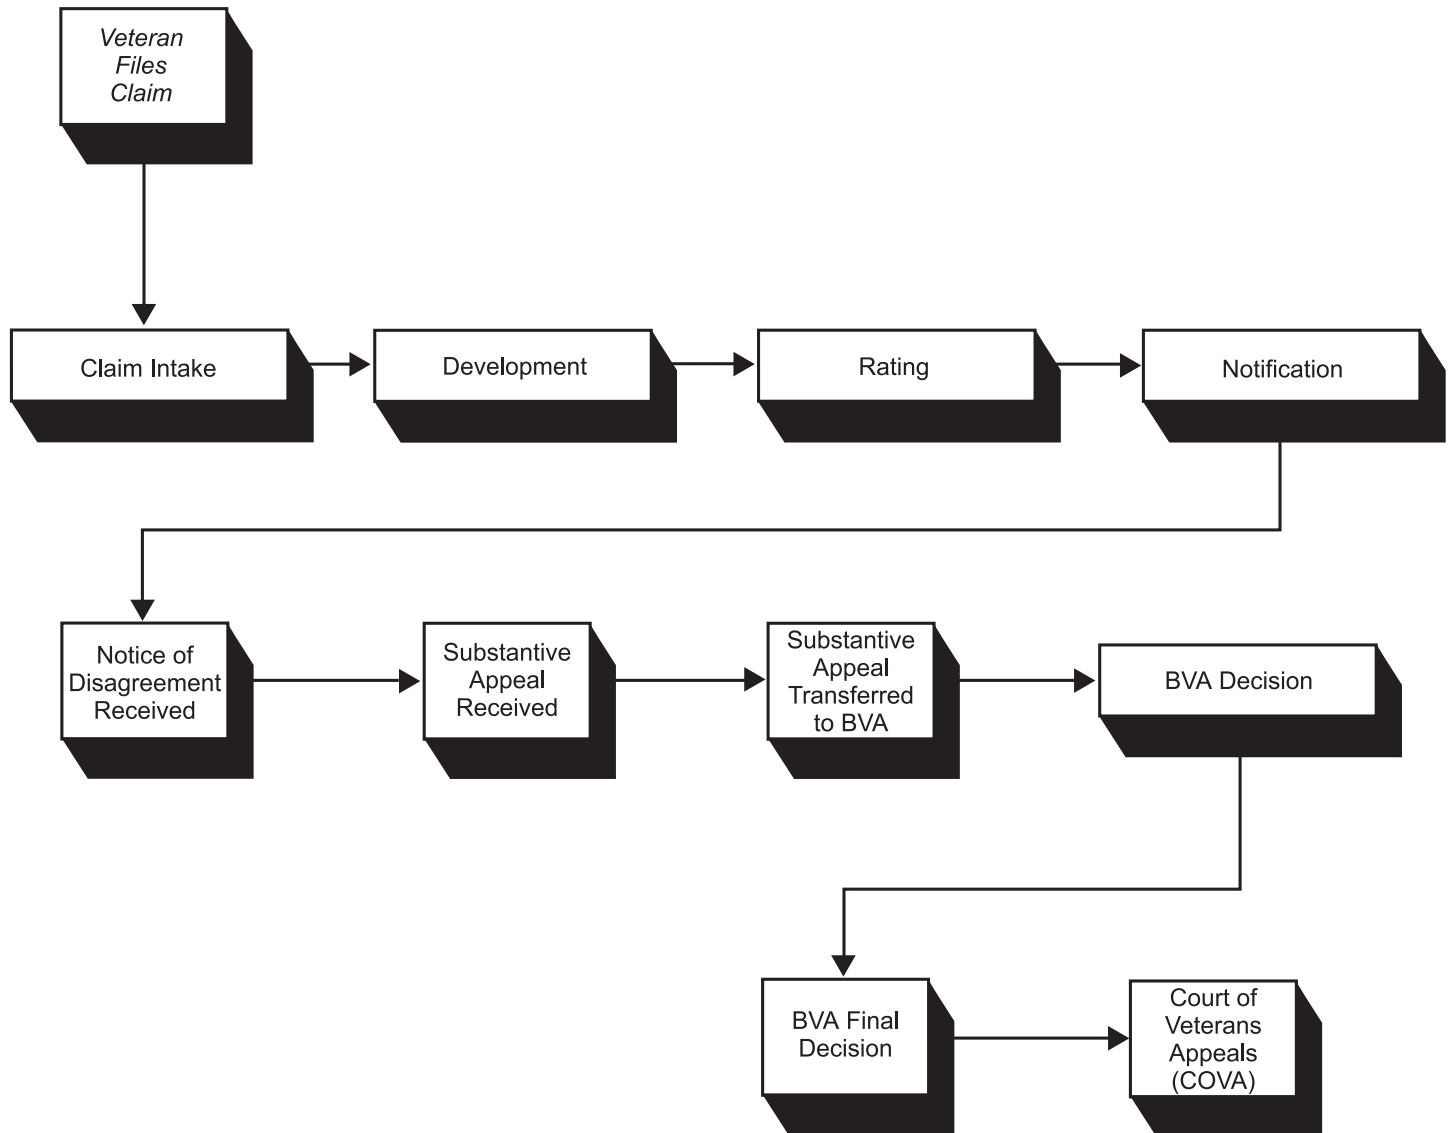 Veteran
Files
Claim
Claim Intake
Development
Rating
Notification
Notice of
Disagreement
Received
Substantive
Appeal
Received
Substantive
Appeal
Transferred
to BVA
BVA Decision
BVA Final
Decision
Court of
Veterans
Appeals
(COVA)